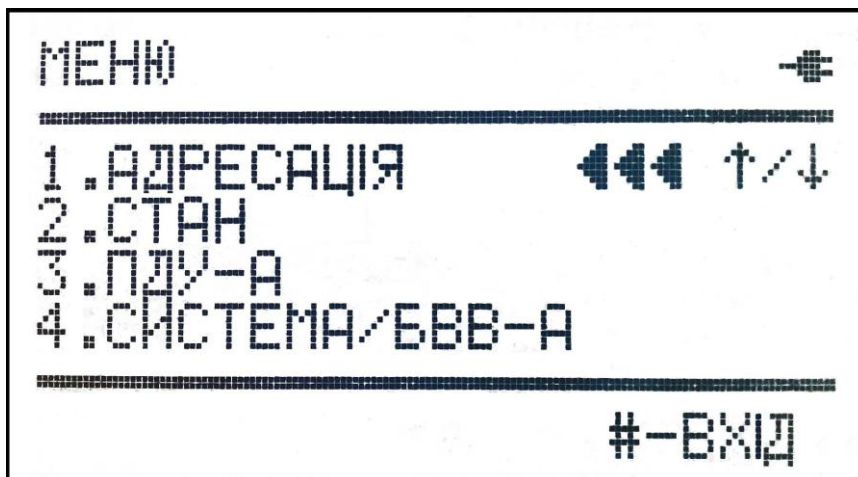 МЕНЮ
1.АДРЕСАЦІЯ ◀◀◀ ↑/↓
2.СТАН
3.ПДУ-А
4.СИСТЕМА/БВВ-А
#-ВХІД